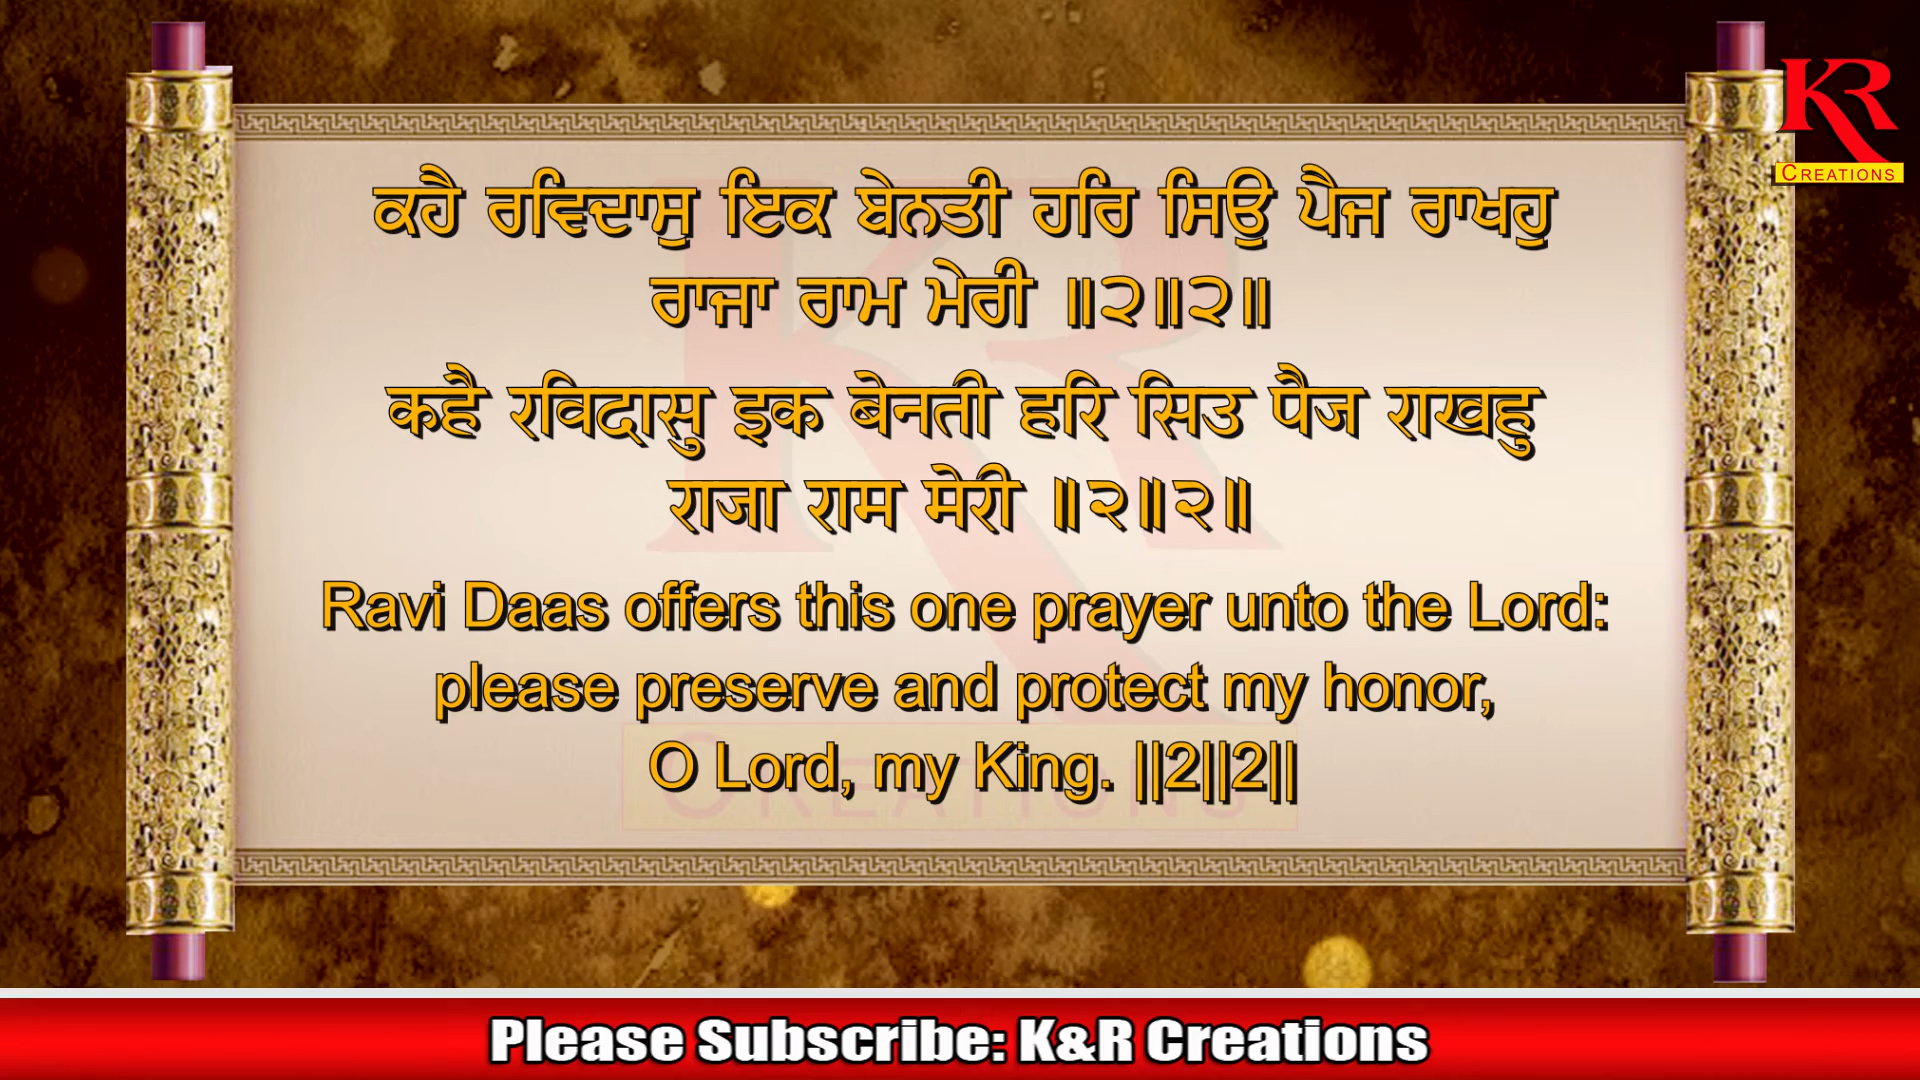 KR
CREATIONS
ਕਹੈ ਰਵਿਦਾਸੁ ਇਕ ਬੇਨਤੀ ਹਰਿ ਸਿਉ ਪੈਜ ਰਾਖਹੁ
ਰਾਜਾ ਰਾਮ ਮੇਰੀ ॥੨॥੨॥
कहै रविदासु इक बेनती हरि सिउ पैज राखहु
राजा राम मेरी ॥२॥२॥
Ravi Daas offers this one prayer unto the Lord:
please preserve and protect my honor,
O Lord, my King. ||2||2||
KR
CREATIONS
Please Subscribe: K&R Creations